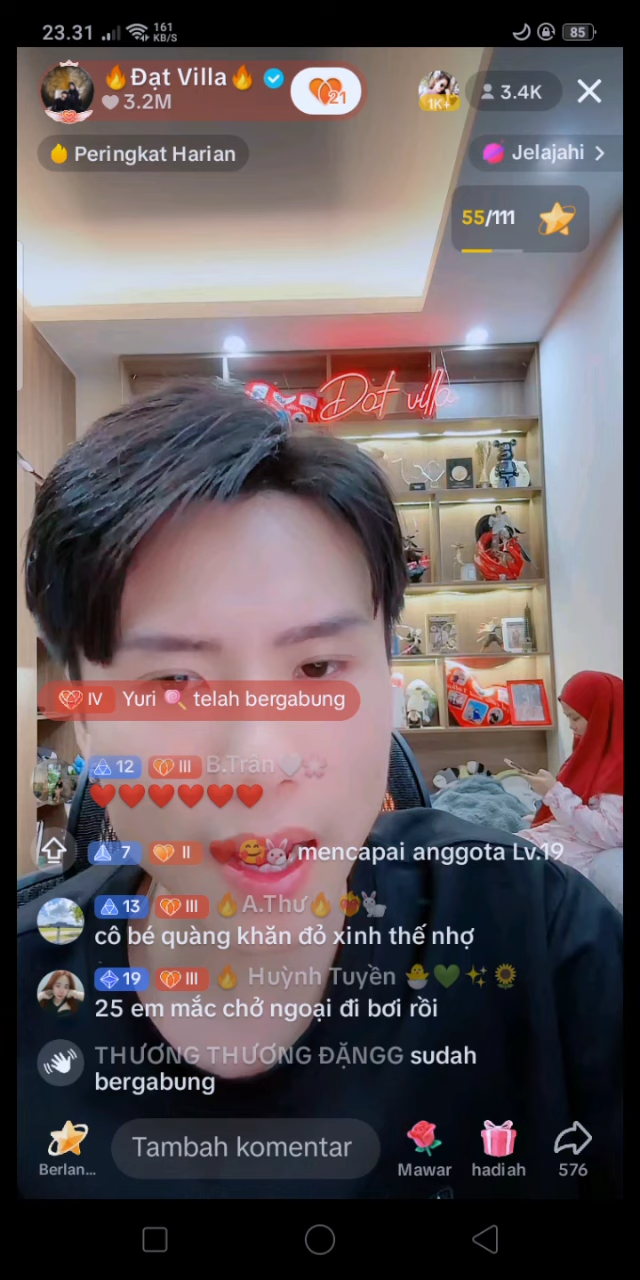 23.31 161 KB/S 85
🔥Đạt Villa🔥
3.2M
21
1K+
3.4K
Peringkat Harian
Jelajahi
55/111
Đạt villa
IV Yuri 🍭 telah bergabung
12 III B.Trân🤍🌸
❤️❤️❤️❤️❤️❤️
7 II ❤️🤗🐰 mencapai anggota Lv.19
13 III 🔥A.Thư🔥❤️‍🔥🐇
cô bé quàng khăn đỏ xinh thế nhợ
19 III 🔥 Huỳnh Tuyền 🐥💚✨🌻
25 em mắc chở ngoại đi bơi rồi
THƯƠNG THƯƠNG ĐẶNGG sudah
bergabung
Tambah komentar
Berlan... Mawar hadiah 576